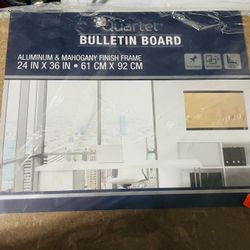 Quartet
BULLETIN BOARD
ALUMINUM & MAHOGANY FINISH FRAME
24 IN X 36 IN • 61 CM X 92 CM